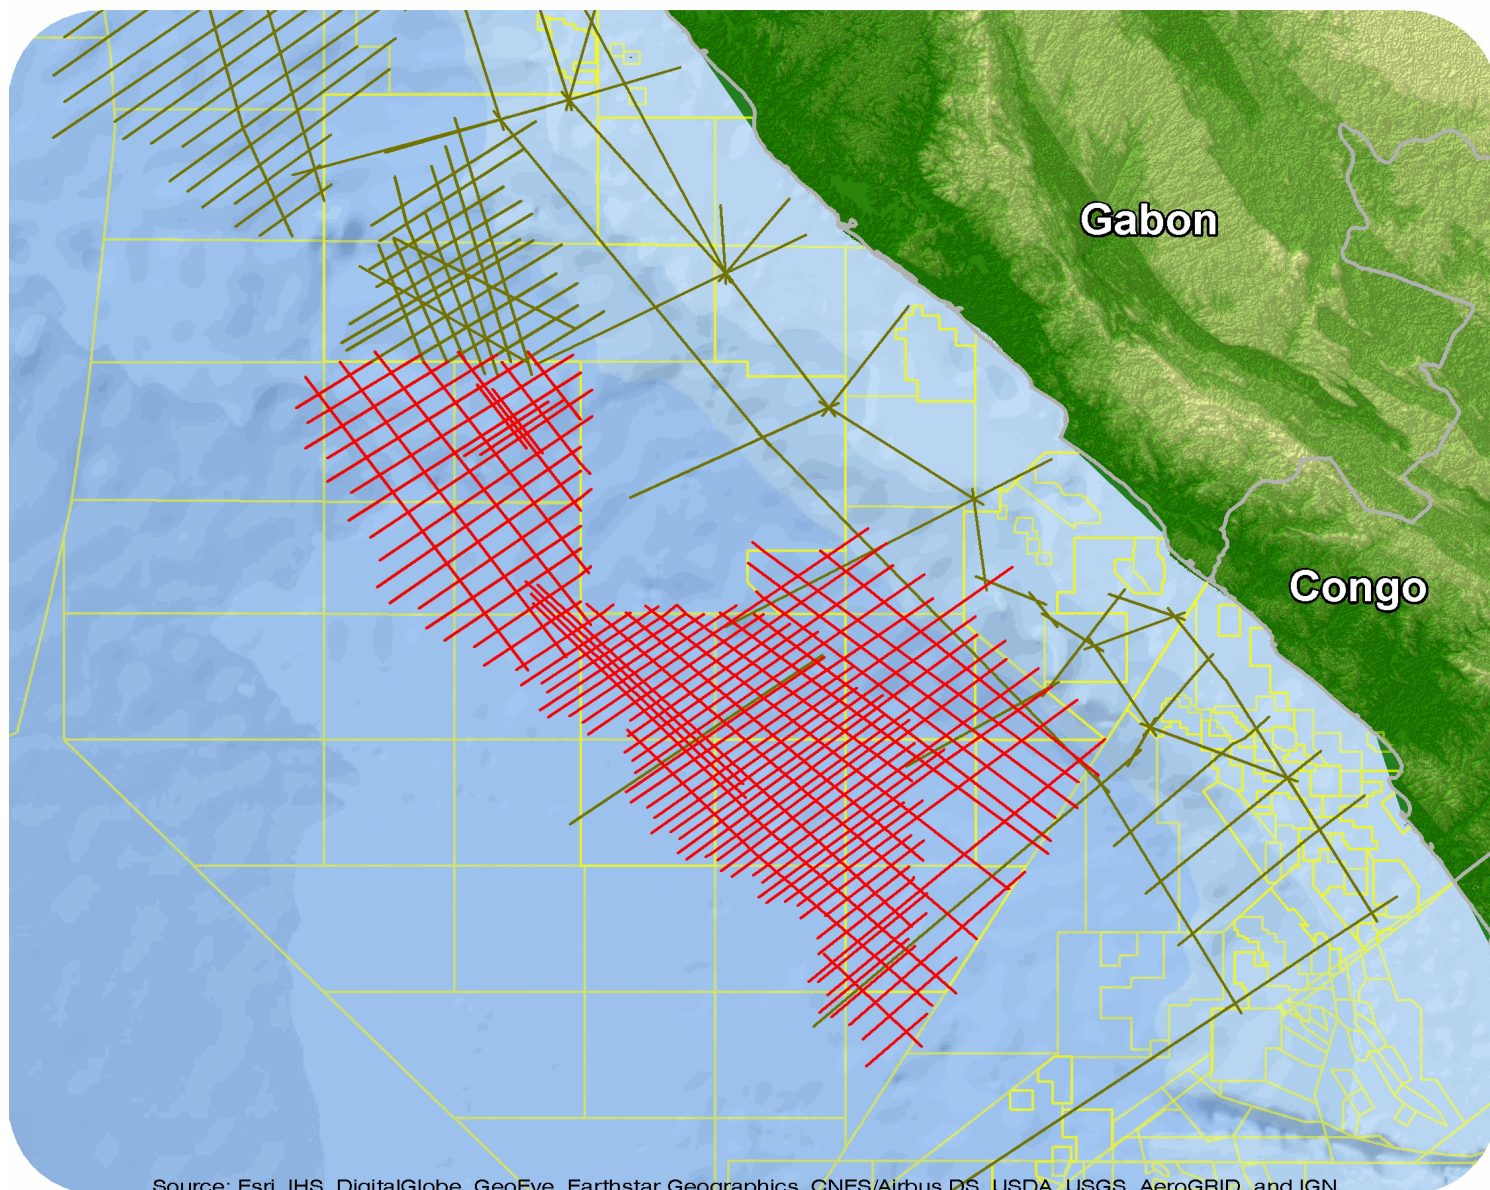 Gabon
Congo
Source: Esri, IHS, DigitalGlobe, GeoEye, Earthstar Geographics, CNES/Airbus DS, USDA, USGS, AeroGRID, and IGN